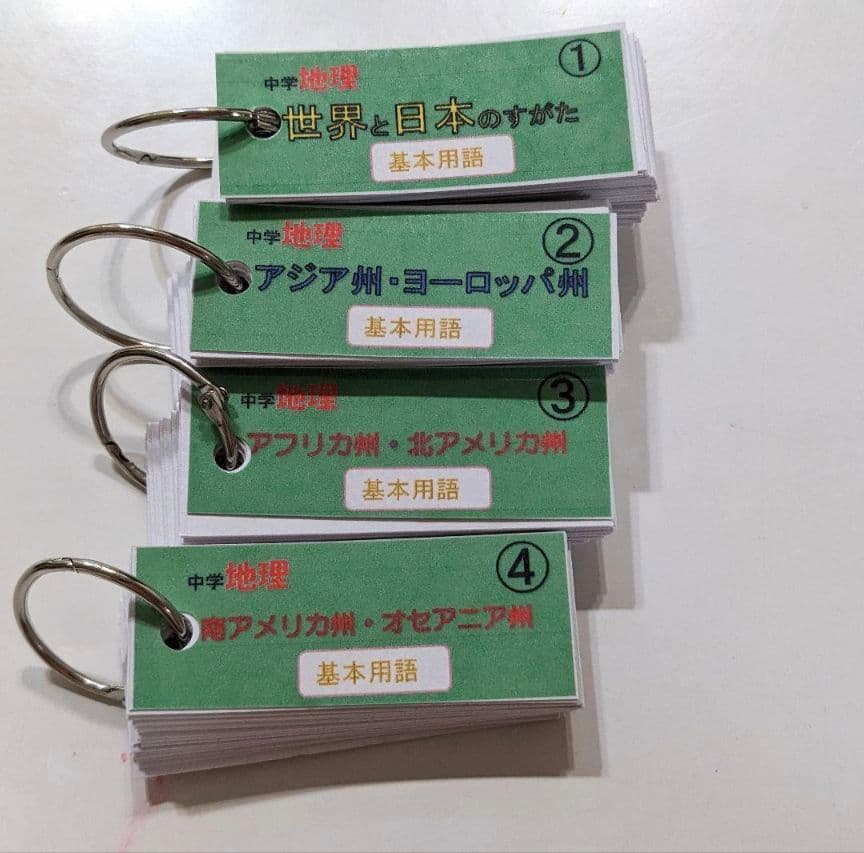 ①
中学地理
世界と日本のすがた
基本用語
②
中学地理
アジア州・ヨーロッパ州
基本用語
③
中学地理
アフリカ州・北アメリカ州
基本用語
④
中学地理
南アメリカ州・オセアニア州
基本用語